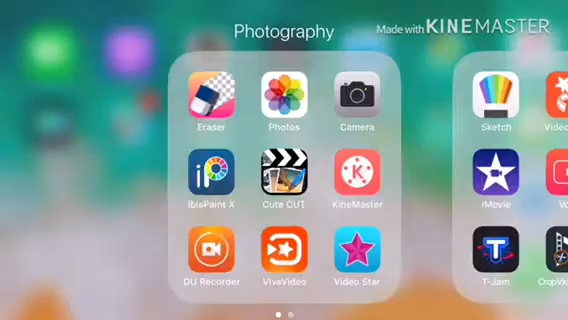 Photography
Made with KINEMASTER
Eraser
Photos
Camera
Sketch
ibisPaint X
Cute CUT
KineMaster
iMovie
DU Recorder
VivaVideo
Video Star
T-Jam